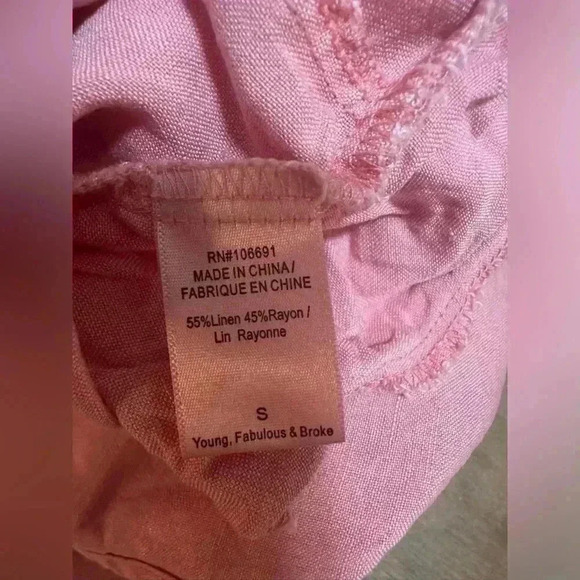 RN#106691
MADE IN CHINA/
FABRIQUE EN CHINE
55%Linen 45%Rayon /
Lin Rayonne
S
Young, Fabulous & Broke